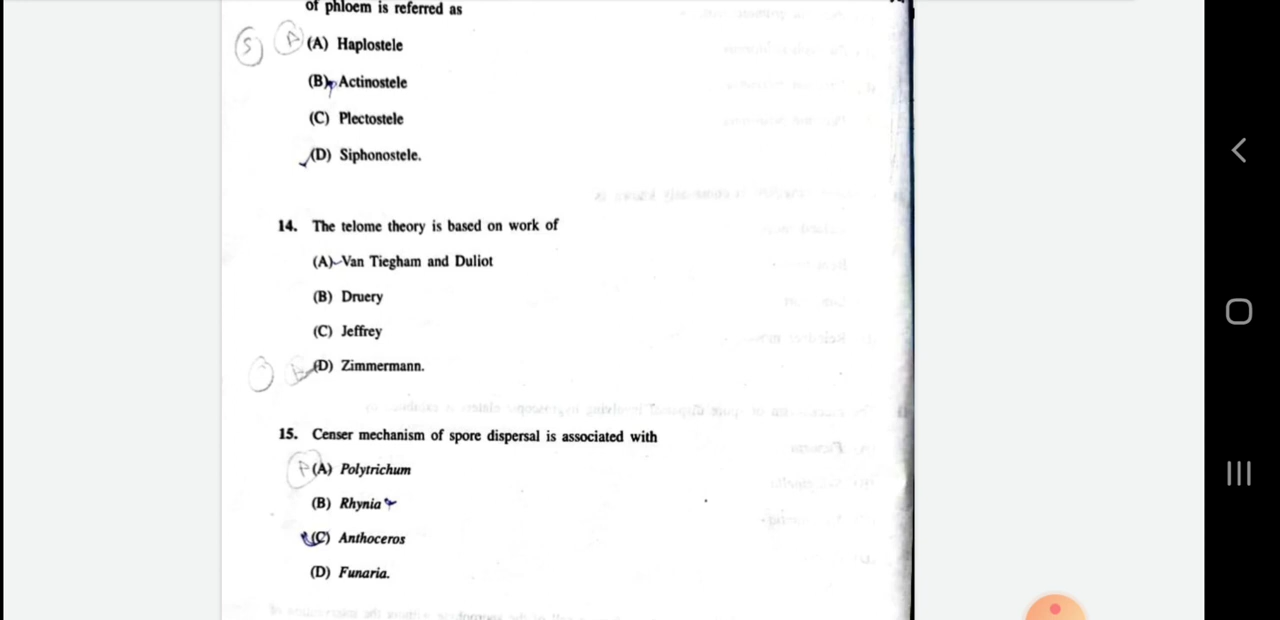 of phloem is referred as
(A) Haplostele
(B) Actinostele
(C) Plectostele
(D) Siphonostele.
14. The telome theory is based on work of
(A) Van Tiegham and Duliot
(B) Druery
(C) Jeffrey
(D) Zimmermann.
15. Censer mechanism of spore dispersal is associated with
(A) Polytrichum
(B) Rhynia
(C) Anthoceros
(D) Funaria.